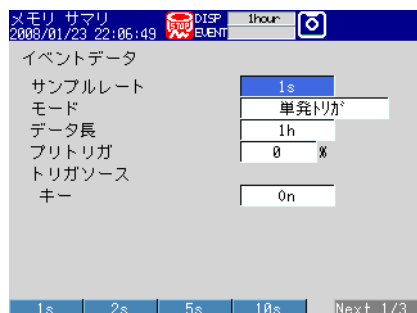 メモリ サマリ
2008/01/23 22:06:49
STOP
DISP
EVENT
1hour
イベントデータ
サンプルレート 1s
モード 単発トリガ
データ長 1h
プリトリガ 0 %
トリガソース
キー On
1s 2s 5s 10s Next 1/3